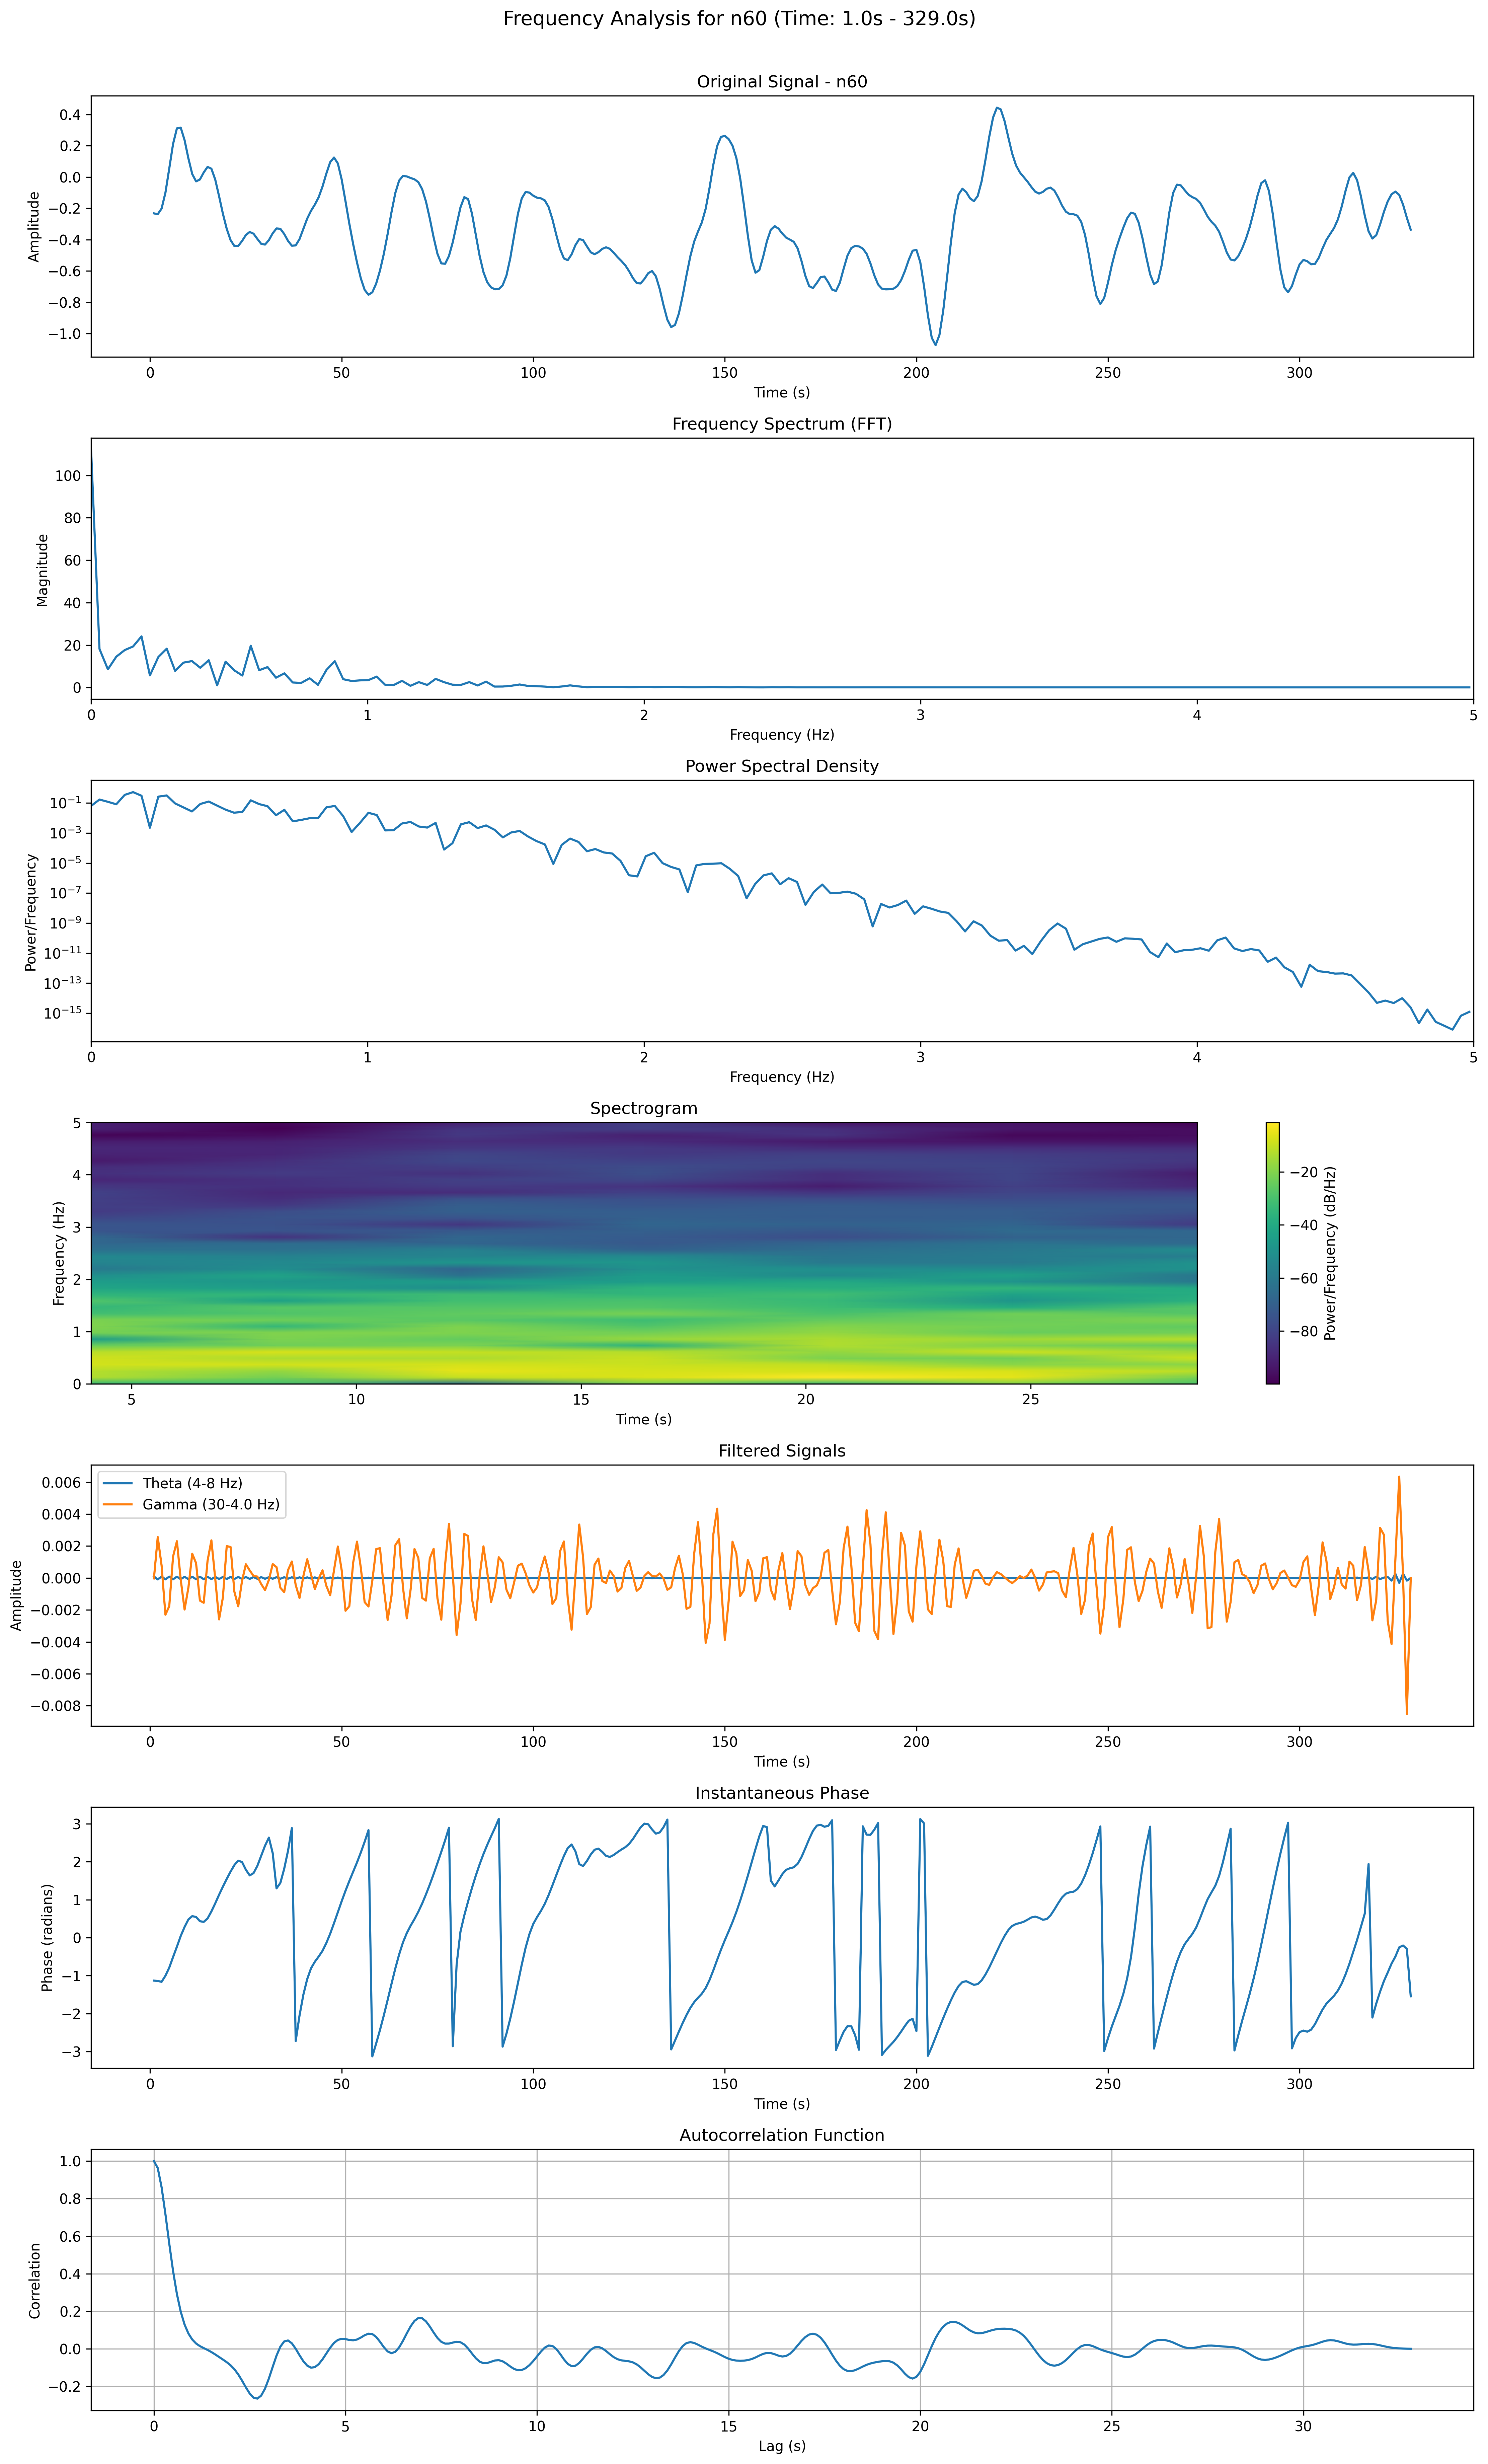 Frequency Analysis for n60 (Time: 1.0s - 329.0s)
Original Signal - n60
Amplitude
0.4
0.2
0.0
−0.2
−0.4
−0.6
−0.8
−1.0
0 50 100 150 200 250 300
Time (s)
Frequency Spectrum (FFT)
Magnitude
100
80
60
40
20
0
0 1 2 3 4 5
Frequency (Hz)
Power Spectral Density
Power/Frequency
10⁻¹
10⁻³
10⁻⁵
10⁻⁷
10⁻⁹
10⁻¹¹
10⁻¹³
10⁻¹⁵
0 1 2 3 4 5
Frequency (Hz)
Spectrogram
Frequency (Hz)
5
4
3
2
1
0
5 10 15 20 25
Time (s)
−20
−40
−60
−80
Power/Frequency (dB/Hz)
Filtered Signals
Theta (4-8 Hz)
Gamma (30-4.0 Hz)
Amplitude
0.006
0.004
0.002
0.000
−0.002
−0.004
−0.006
−0.008
0 50 100 150 200 250 300
Time (s)
Instantaneous Phase
Phase (radians)
3
2
1
0
−1
−2
−3
0 50 100 150 200 250 300
Time (s)
Autocorrelation Function
Correlation
1.0
0.8
0.6
0.4
0.2
0.0
−0.2
0 5 10 15 20 25 30
Lag (s)